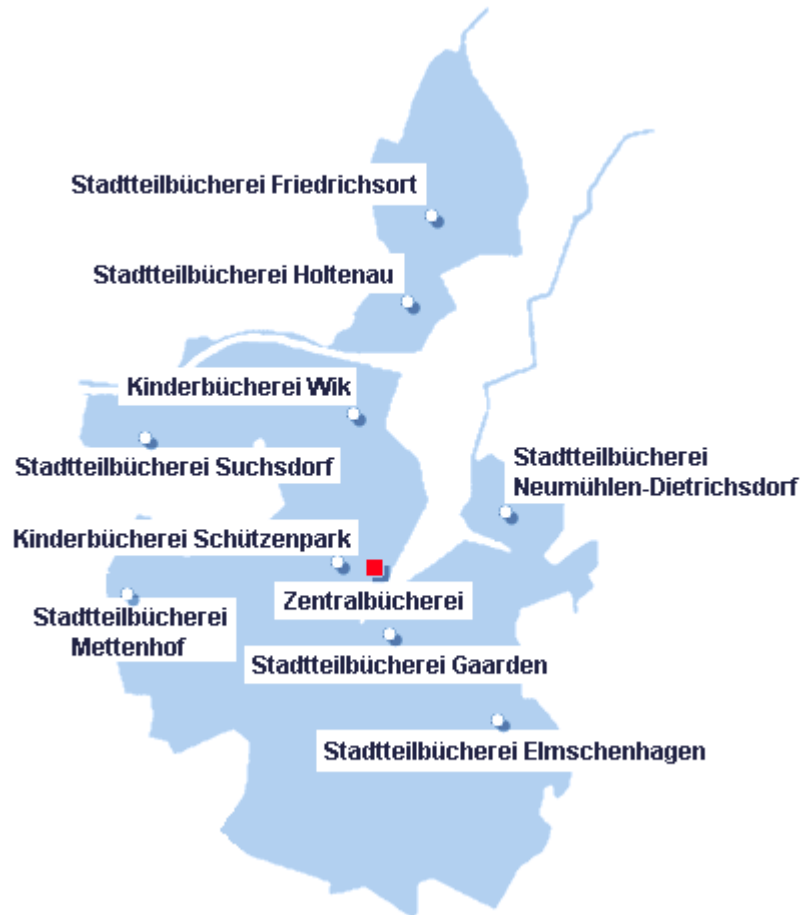 Stadtteilbücherei Friedrichsort
Stadtteilbücherei Holtenau
Kinderbücherei Wik
Stadtteilbücherei Suchsdorf
Stadtteilbücherei
Neumühlen-Dietrichsdorf
Kinderbücherei Schützenpark
Zentralbücherei
Stadtteilbücherei
Mettenhof
Stadtteilbücherei Gaarden
Stadtteilbücherei Elmschenhagen